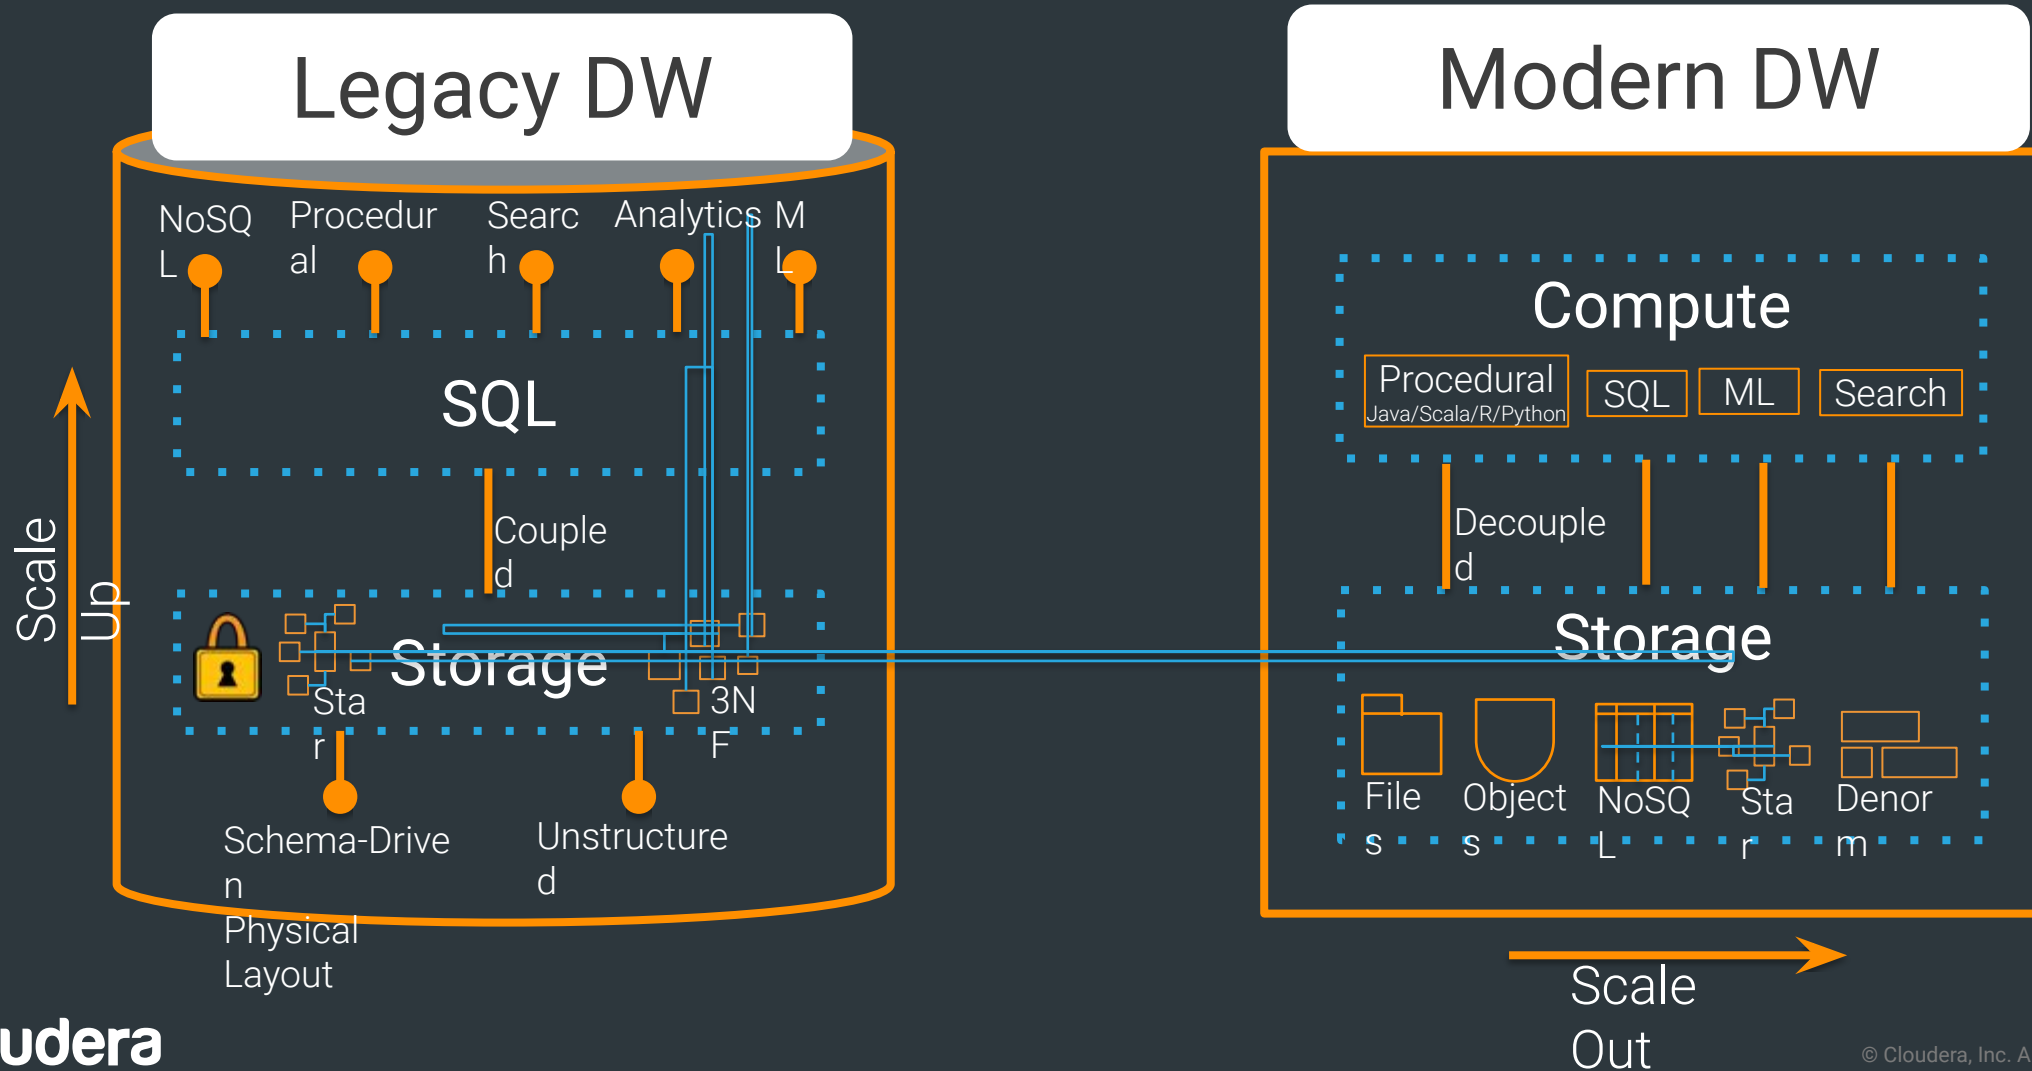 Legacy DW
NoSQ
L
Procedur
al
Searc
h
Analytics
M
L
SQL
Scale
Up
Couple
d
Storage
Sta
r
3N
F
Schema-Drive
n
Physical
Layout
Unstructure
d
Modern DW
Compute
Procedural
Java/Scala/R/Python
SQL
ML
Search
Decouple
d
Storage
File
s
Object
s
NoSQ
L
Sta
r
Denor
m
Scale
Out
udera
© Cloudera, Inc. A